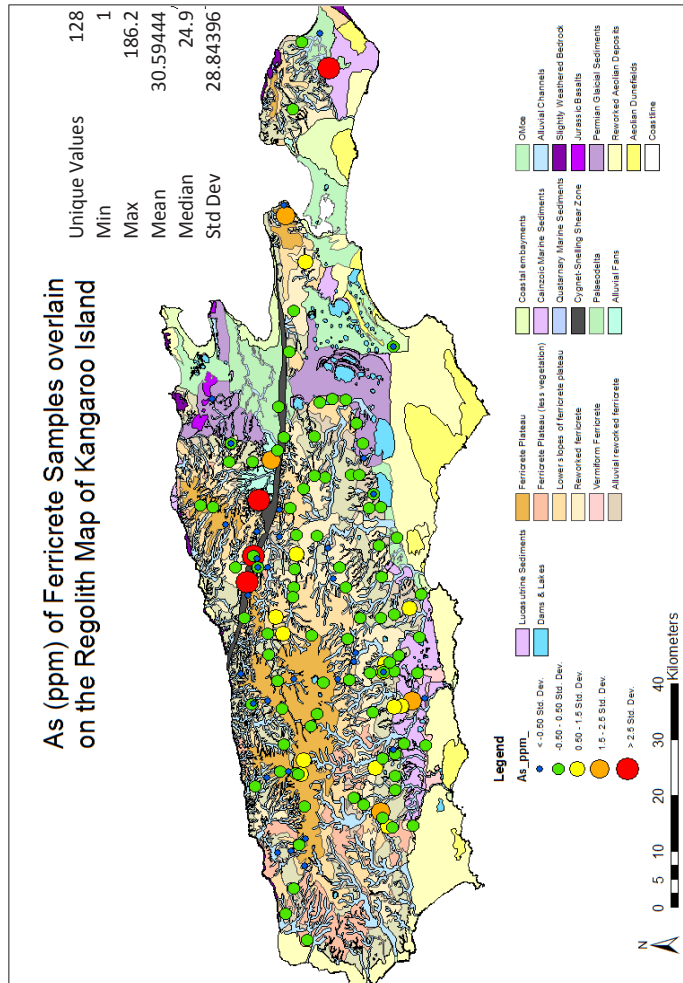 As (ppm) of Ferricrete Samples overlain
on the Regolith Map of Kangaroo Island
Unique Values 128
Min 1
Max 186.2
Mean 30.59444
Median 24.9
Std Dev 28.84396
Legend
As_ppm_
< -0.50 Std. Dev.
-0.50 - 0.50 Std. Dev.
0.50 - 1.5 Std. Dev.
1.5 - 2.5 Std. Dev.
> 2.5 Std. Dev.
Lucasutrine Sediments
Dams & Lakes
Ferricrete Plateau
Ferricrete Plateau (less vegetation)
Lower slopes of ferricrete plateau
Reworked ferricrete
Vermiform Ferricrete
Alluvial reworked ferricrete
Coastal embayments
Cainzoic Marine Sediments
Quatarnary Marine Sediments
Cygnet-Snelling Shear Zone
Palaeodelta
Alluvial Fans
OMce
Alluvial Channels
Slightly Weathered Bedrock
Jurassic Basalts
Permian Glacial Sediments
Reworked Aeolian Deposits
Aeolian Dunefields
Coastline
N
0 5 10 20 30 40
Kilometers